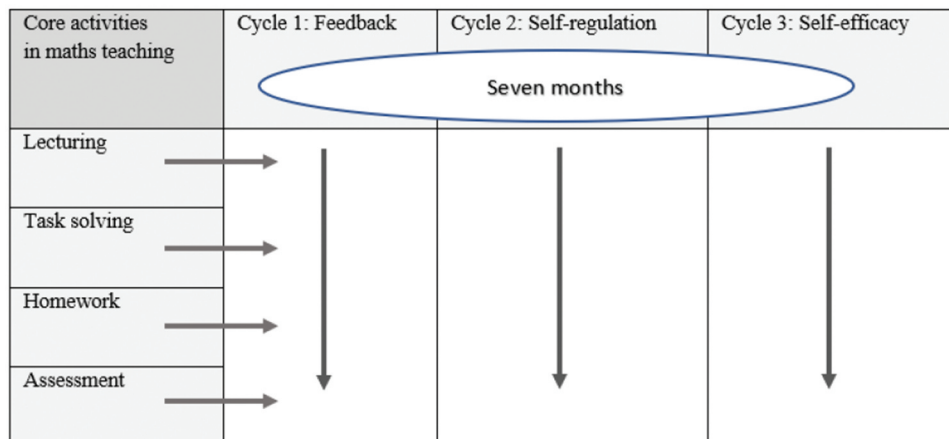 Core activities
in maths teaching
Cycle 1: Feedback
Cycle 2: Self-regulation
Cycle 3: Self-efficacy
Seven months
Lecturing
Task solving
Homework
Assessment